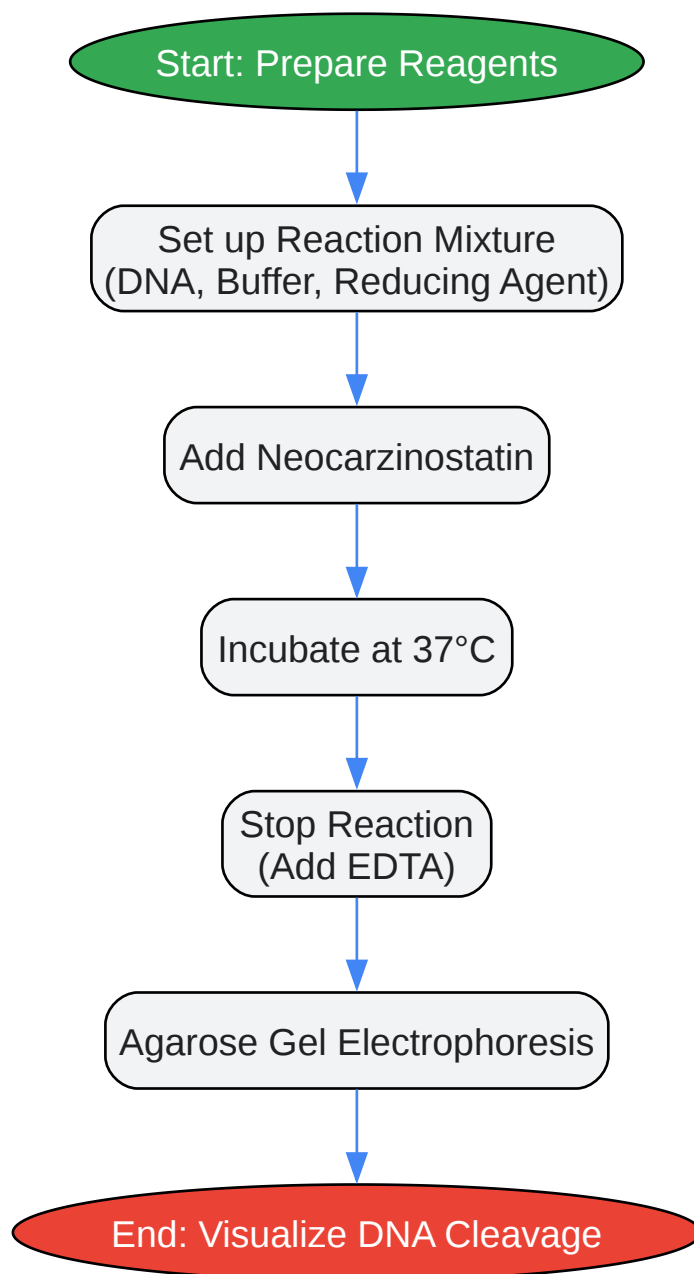 Start: Prepare Reagents
Set up Reaction Mixture
(DNA, Buffer, Reducing Agent)
Add Neocarzinostatin
Incubate at 37°C
Stop Reaction
(Add EDTA)
Agarose Gel Electrophoresis
End: Visualize DNA Cleavage